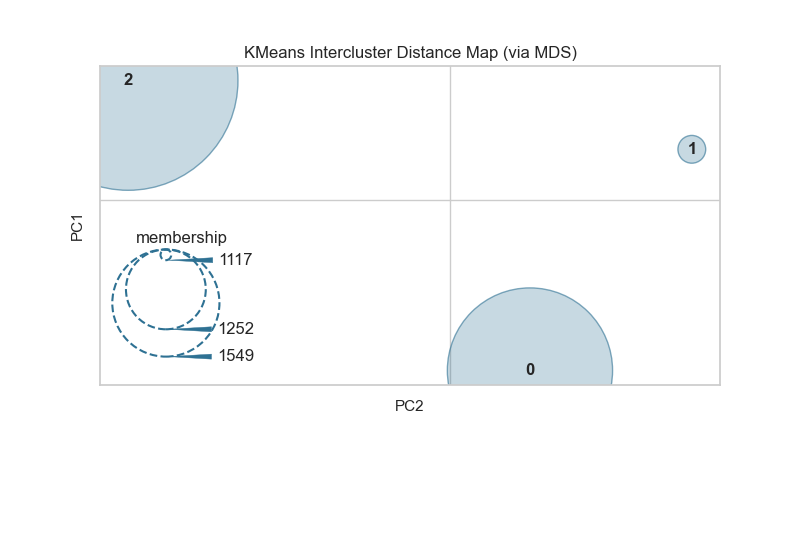 KMeans Intercluster Distance Map (via MDS)
2
1
PC1
membership
1117
1252
1549
0
PC2